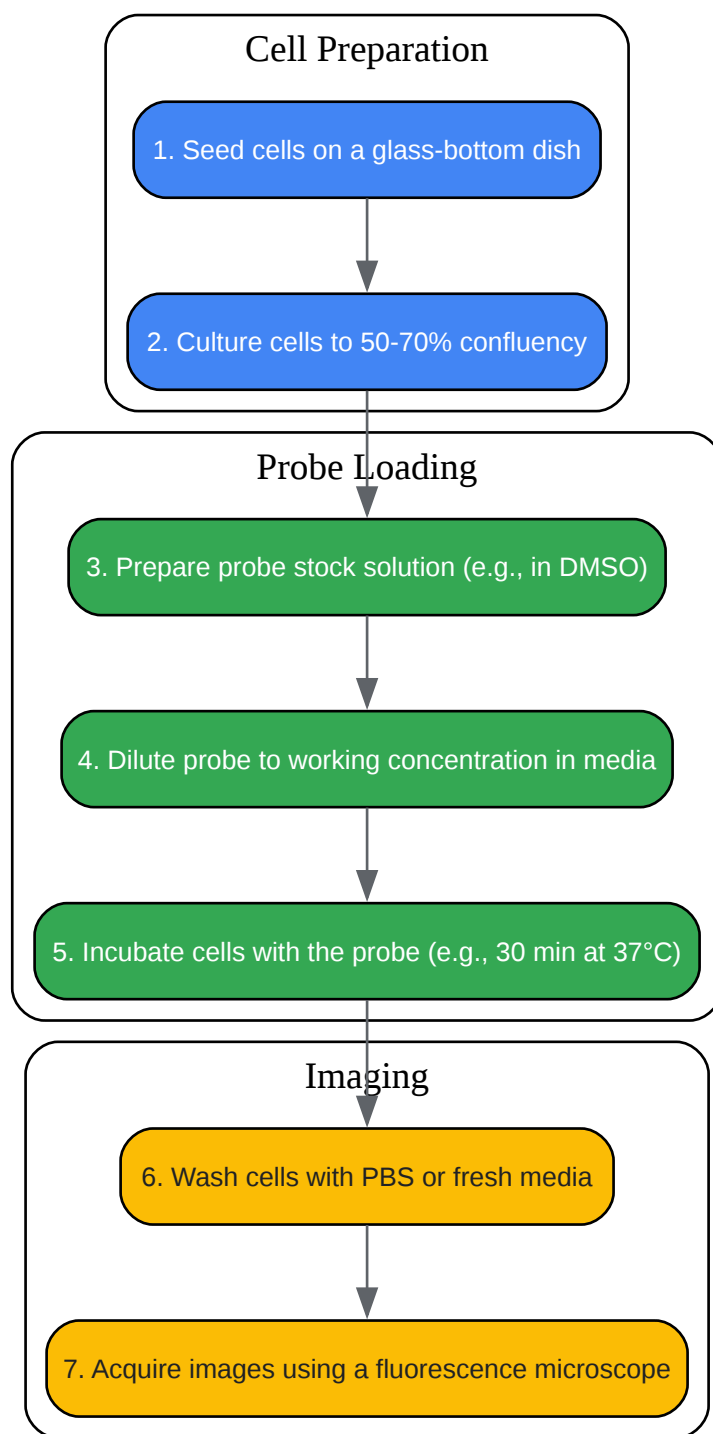 Cell Preparation
1. Seed cells on a glass-bottom dish
2. Culture cells to 50-70% confluency
Probe Loading
3. Prepare probe stock solution (e.g., in DMSO)
4. Dilute probe to working concentration in media
5. Incubate cells with the probe (e.g., 30 min at 37°C)
Imaging
6. Wash cells with PBS or fresh media
7. Acquire images using a fluorescence microscope